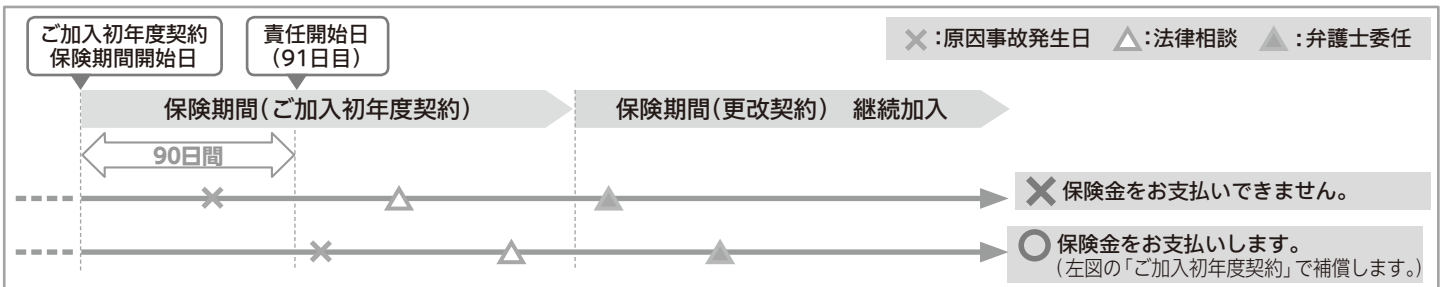 ご加入初年度契約
保険期間開始日
責任開始日
（91日目）
×：原因事故発生日　△：法律相談　▲：弁護士委任
保険期間（ご加入初年度契約）
保険期間（更改契約）　継続加入
90日間
×保険金をお支払いできません。
○保険金をお支払いします。
（左図の「ご加入初年度契約」で補償します。）